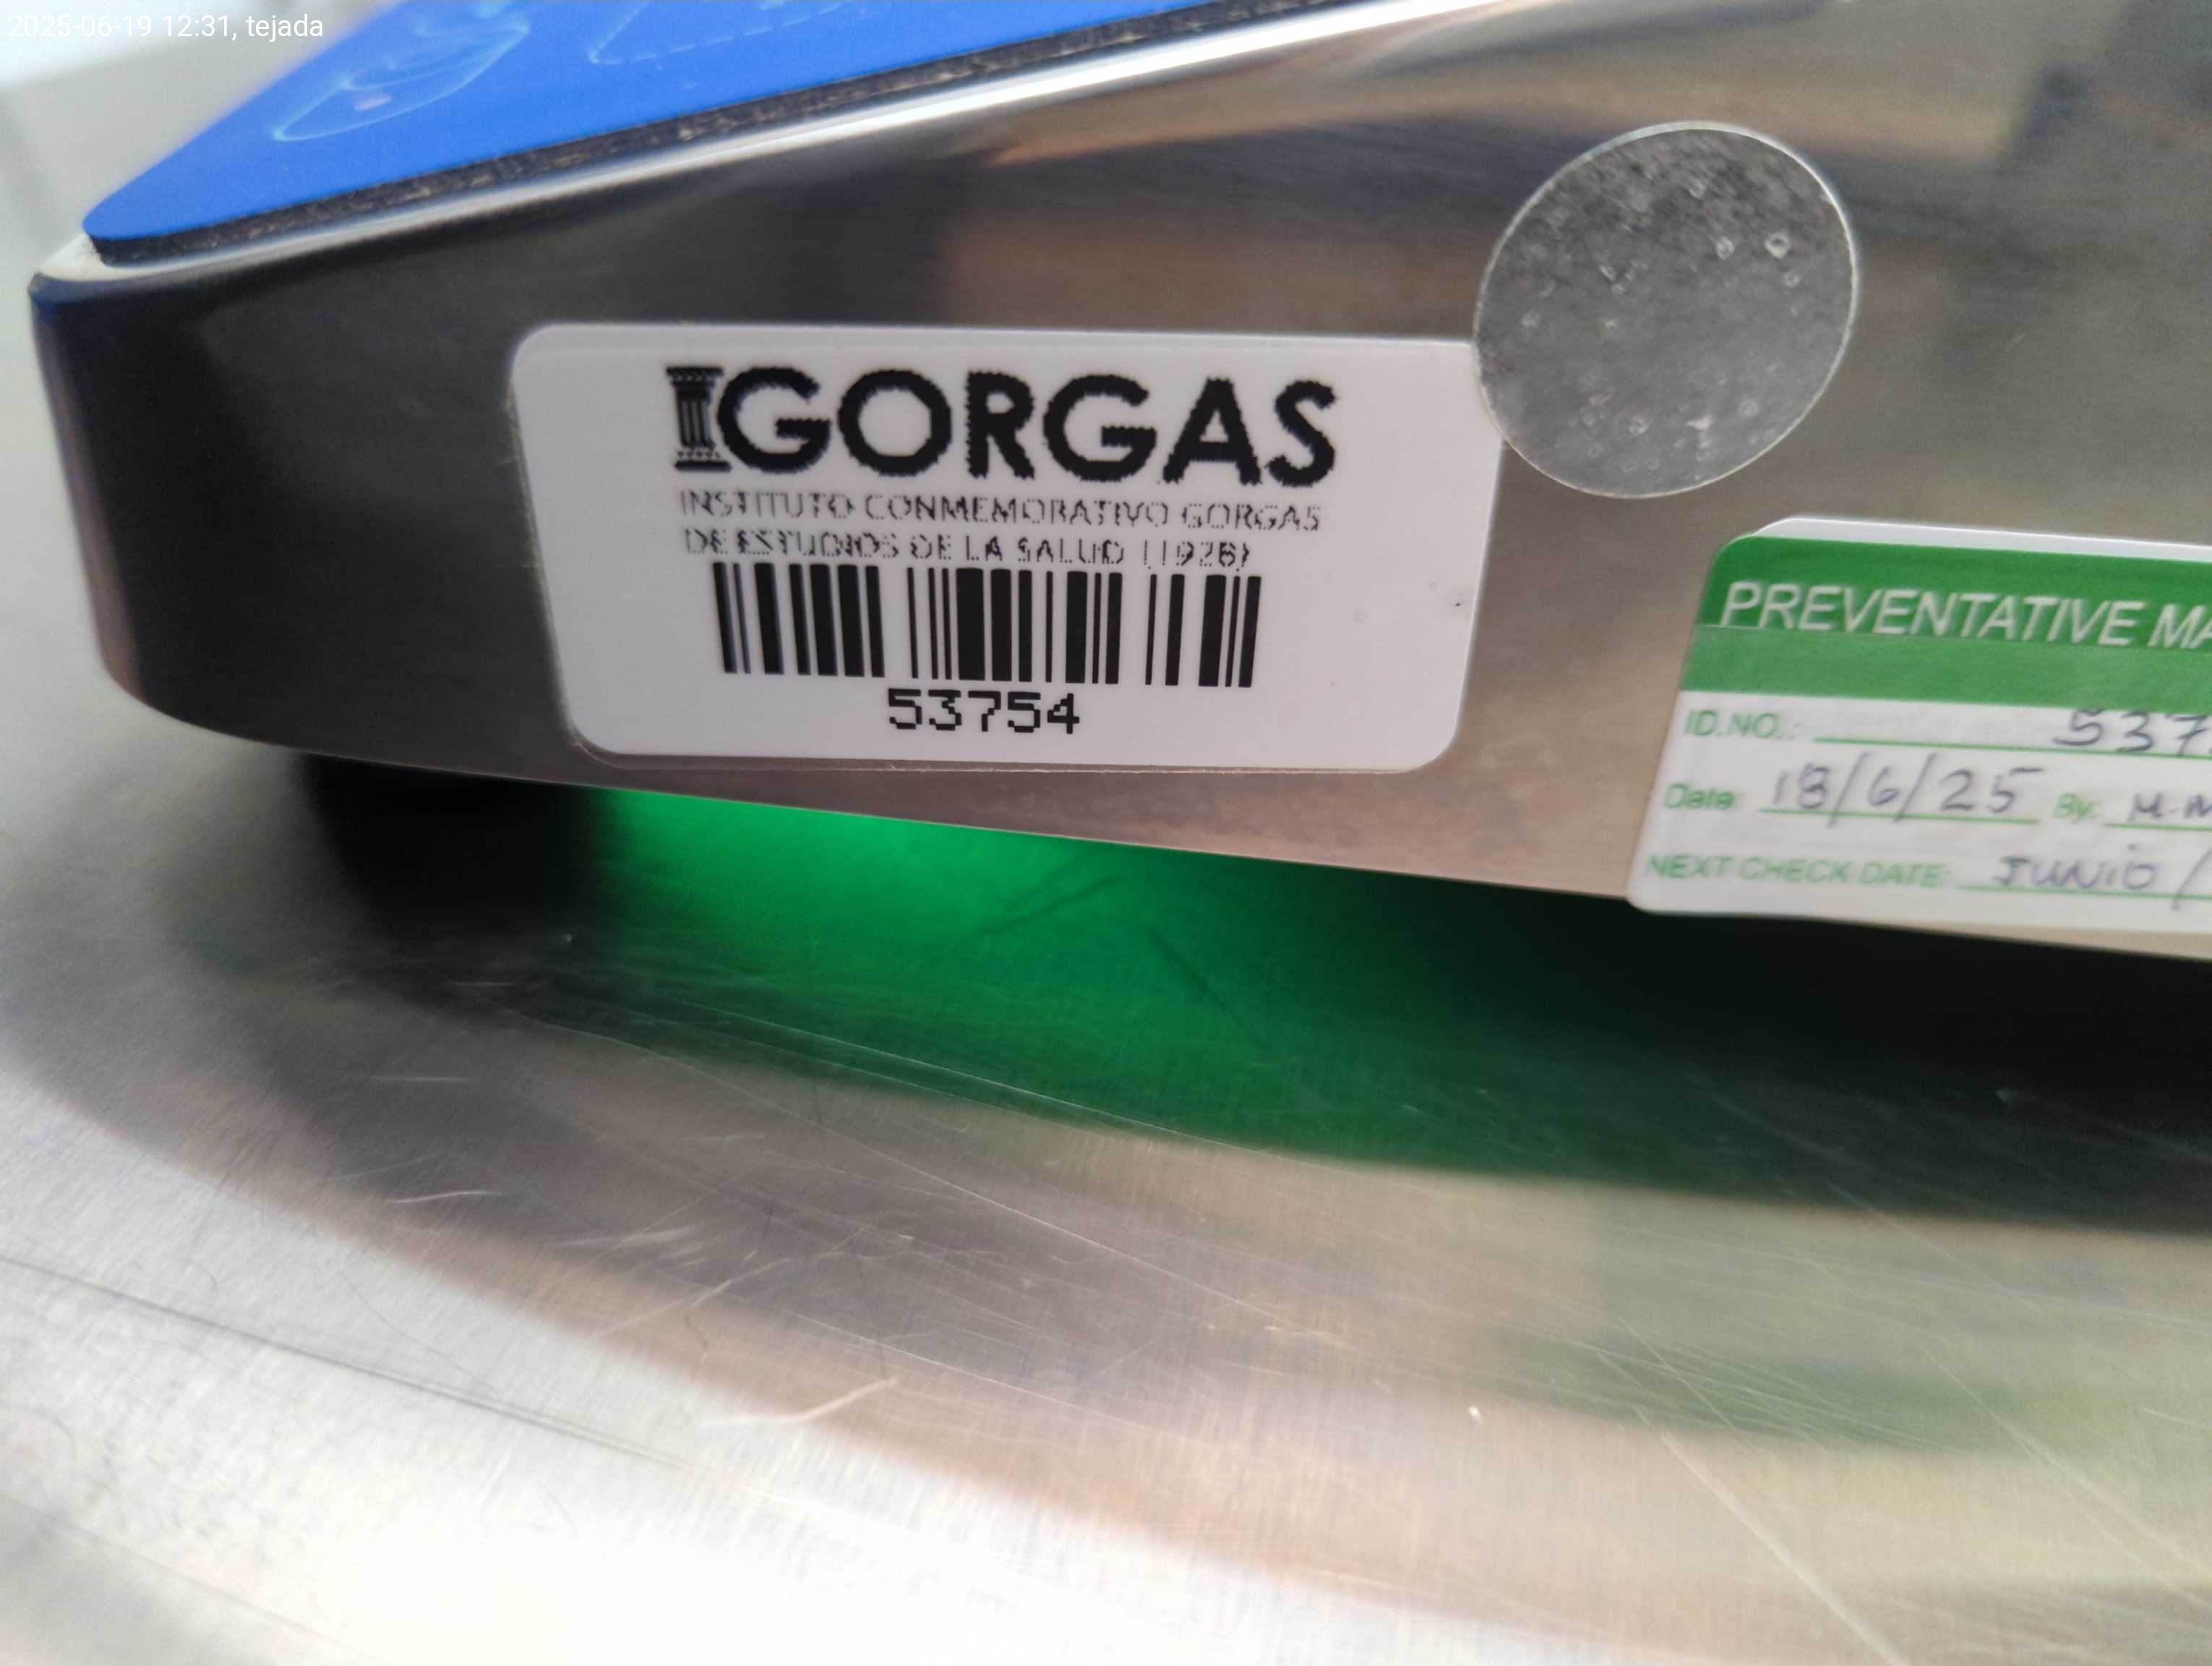 2025-06-19 12:31, tejada
GORGAS
INSTITUTO CONMEMORATIVO GORGAS
DE ESTUDIOS DE LA SALUD (1928)
53754
PREVENTATIVE MA
ID.NO.: 537
Date: 18/6/25 By: M.M
NEXT CHECK DATE: JUNIO /